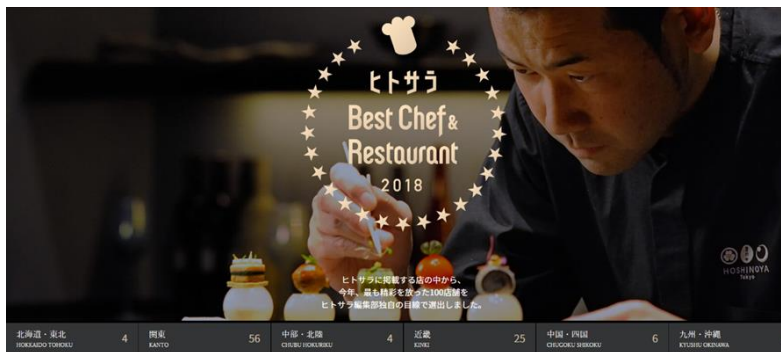 ヒトサラ
Best Chef &
Restaurant
2018
HOSHINOYA
Tokyo
ヒトサラに掲載する店の中から、
今年、最も精彩を放った100店舗を
ヒトサラ編集部独自の目線で選出しました。
北海道・東北 4
HOKKAIDO TOHOKU
関東 56
KANTO
中部・北陸 4
CHUBU HOKURIKU
近畿 25
KINKI
中国・四国 6
CHUGOKU SHIKOKU
九州・沖縄
KYUSHU OKINAWA